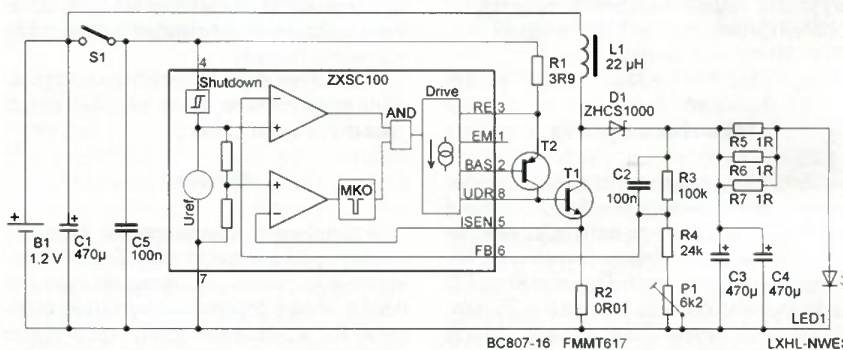 S1
4
ZXSC100
Shutdown
Drive
AND
RE 3
EM 1
BAS 2
UDR 8
ISEN 5
FB 6
MKO
Uref
7
B1
1.2 V
C1
470µ
C5
100n
R1
3R9
L1
22 µH
D1
ZHCS1000
T2
T1
C2
100n
R3
100k
R4
24k
P1
6k2
R2
0R01
R5 1R
R6 1R
R7 1R
C3
470µ
C4
470µ
LED1
BC807-16 FMMT617